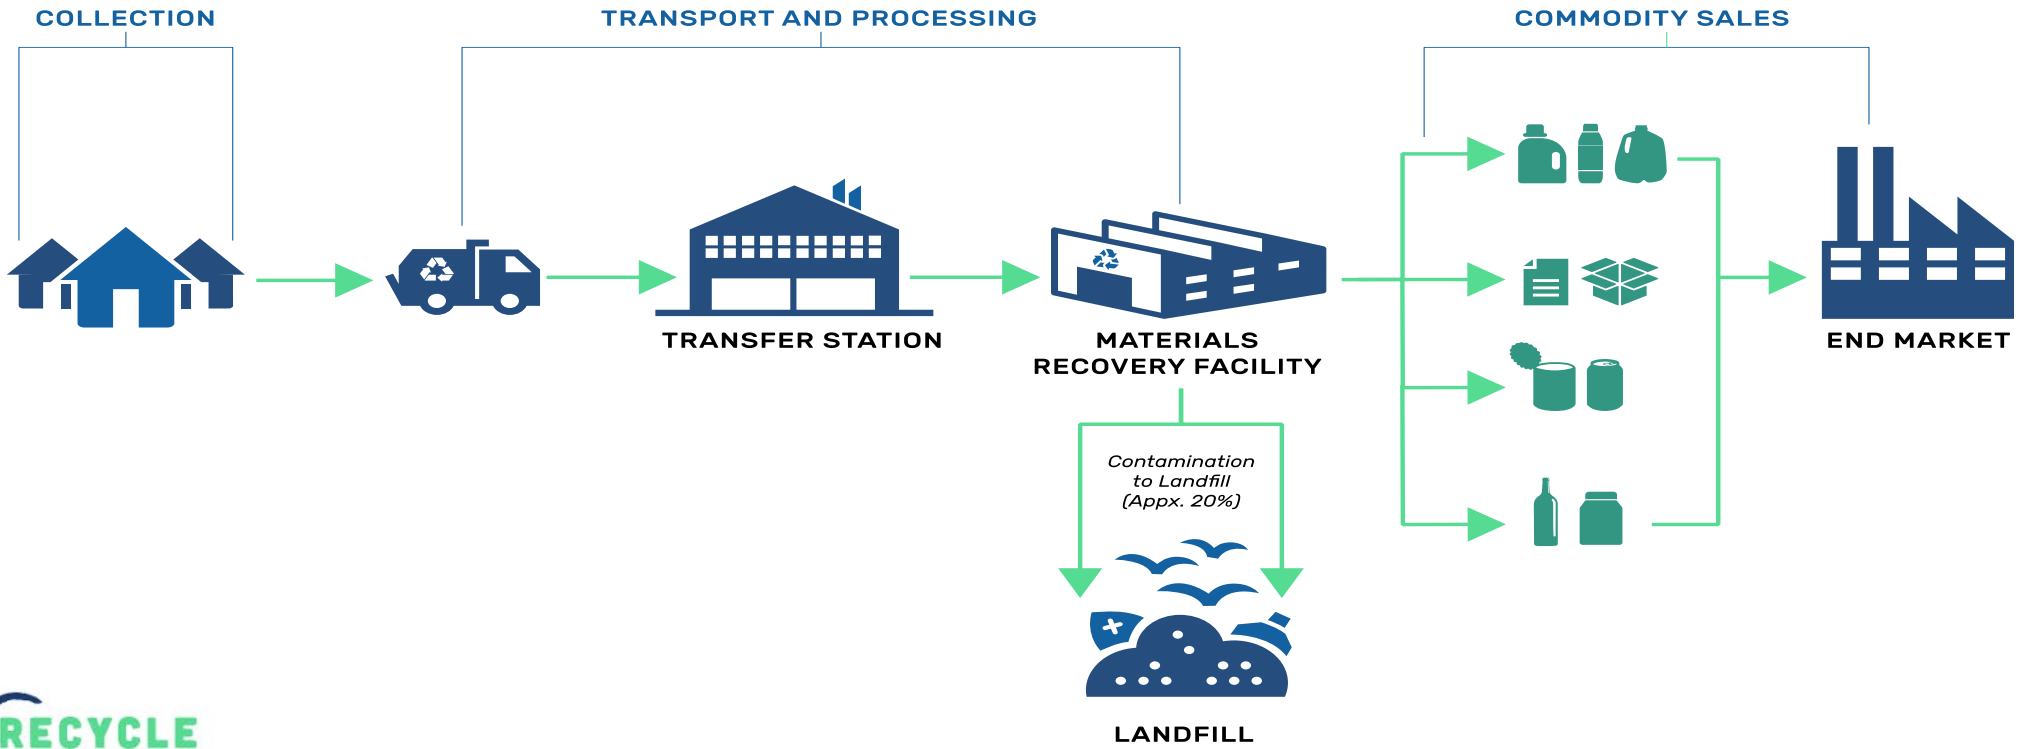 COLLECTION
TRANSPORT AND PROCESSING
COMMODITY SALES
TRANSFER STATION
MATERIALS
RECOVERY FACILITY
END MARKET
Contamination
to Landfill
(Appx. 20%)
LANDFILL
RECYCLE